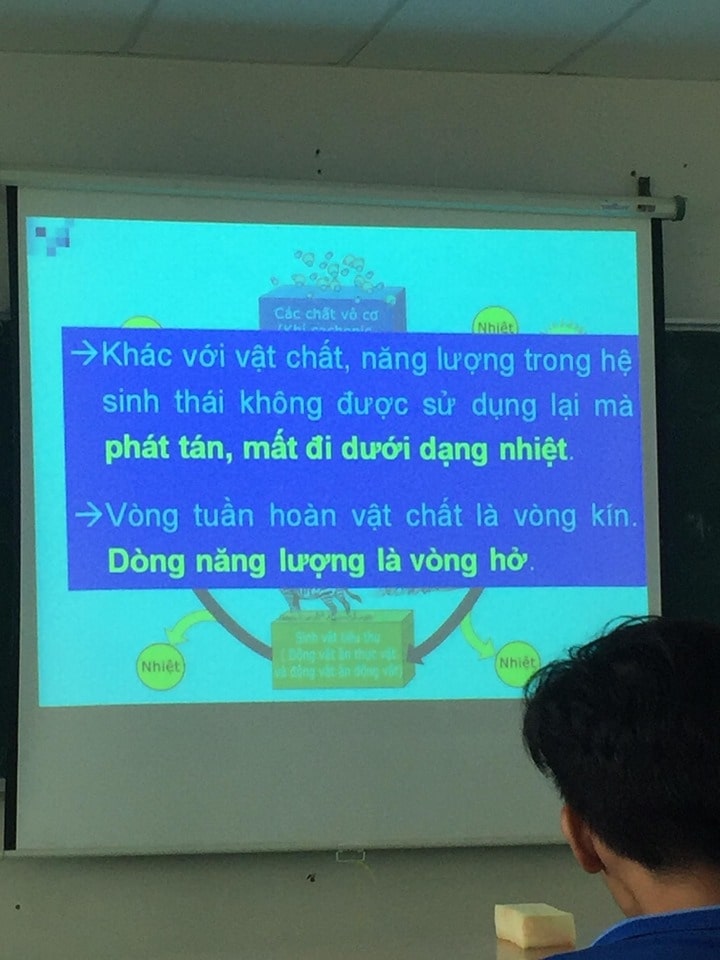 Các chất vô cơ
Nhiệt
→Khác với vật chất, năng lượng trong hệ
sinh thái không được sử dụng lại mà
phát tán, mất đi dưới dạng nhiệt.
→Vòng tuần hoàn vật chất là vòng kín.
Dòng năng lượng là vòng hở.
Sinh vật tiêu thụ
( Động vật ăn thực vật
và động vật ăn động vật)
Nhiệt
Nhiệt